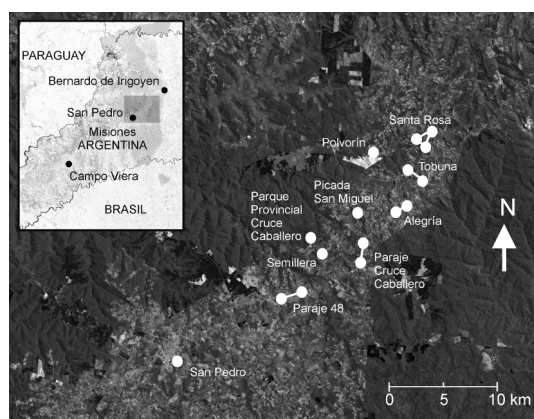 PARAGUAY
Bernardo de Irigoyen
San Pedro
Misiones
ARGENTINA
Campo Viera
BRASIL
Santa Rosa
Polvorín
Tobuna
Parque
Provincial
Cruce
Caballero
Picada
San Miguel
Alegría
N
Semillera
Paraje
Cruce
Caballero
Paraje 48
San Pedro
0 10 km